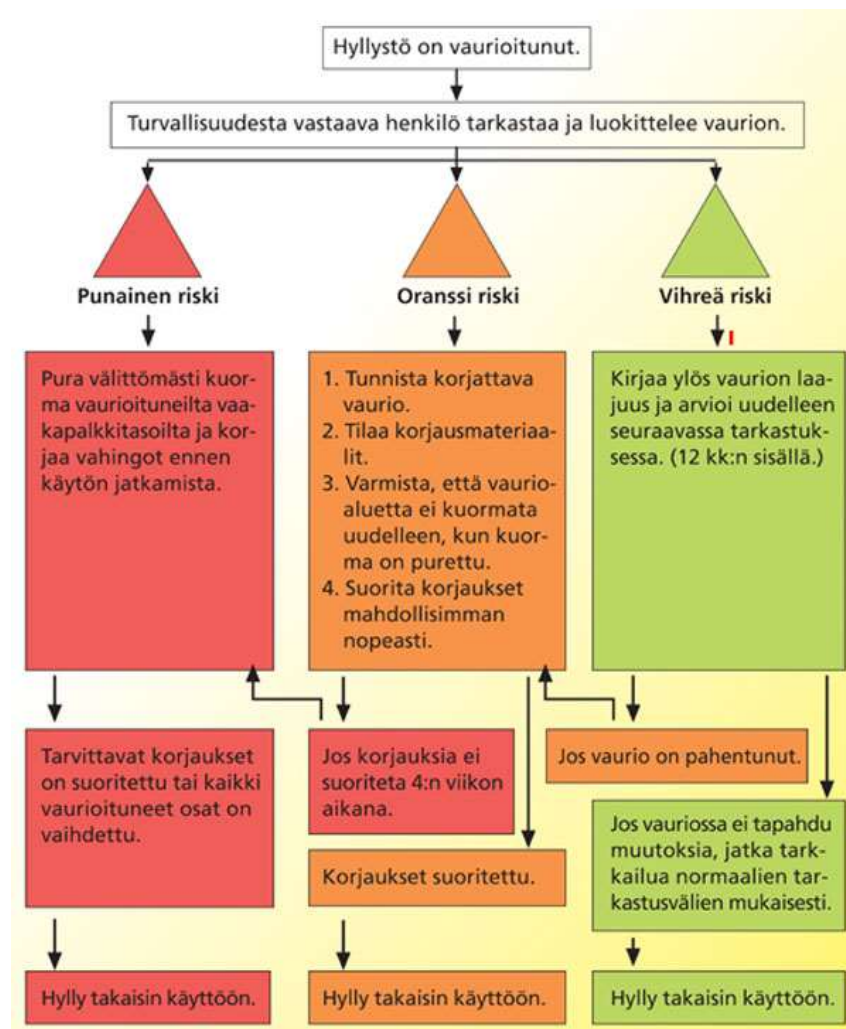 Hyllystö on vaurioitunut.
Turvallisuudesta vastaava henkilö tarkastaa ja luokittelee vaurion.
Punainen riski
Oranssi riski
Vihreä riski
Pura välittömästi kuor-
ma vaurioituneilta vaa-
kapalkkitasoilta ja kor-
jaa vahingot ennen
käytön jatkamista.
1. Tunnista korjattava
vaurio.
2. Tilaa korjausmateriaa-
lit.
3. Varmista, että vaurio-
aluetta ei kuormata
uudelleen, kun kuor-
ma on purettu.
4. Suorita korjaukset
mahdollisimman
nopeasti.
Kirjaa ylös vaurion laa-
juus ja arvioi uudelleen
seuraavassa tarkastuk-
sessa. (12 kk:n sisällä.)
Tarvittavat korjaukset
on suoritettu tai kaikki
vaurioituneet osat on
vaihdettu.
Jos korjauksia ei
suoriteta 4:n viikon
aikana.
Jos vaurio on pahentunut.
Korjaukset suoritettu.
Jos vauriossa ei tapahdu
muutoksia, jatka tark-
kailua normaalien tar-
kastusvälien mukaisesti.
Hylly takaisin käyttöön.
Hylly takaisin käyttöön.
Hylly takaisin käyttöön.